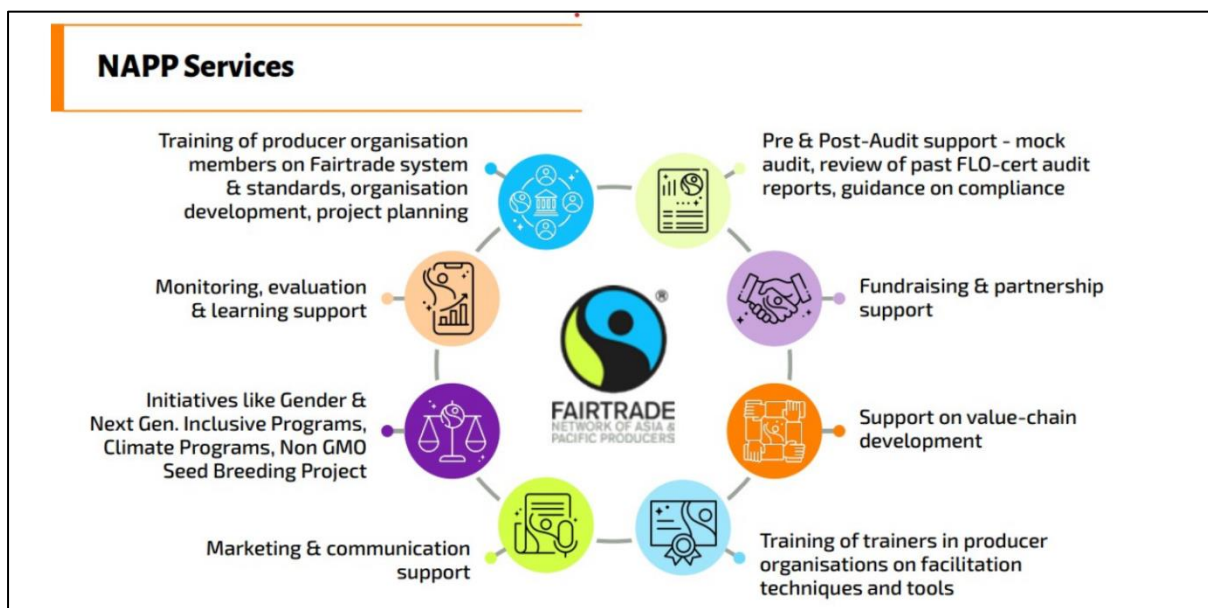 NAPP Services
Training of producer organisation
members on Fairtrade system
& standards, organisation
development, project planning
Pre & Post-Audit support - mock
audit, review of past FLO-cert audit
reports, guidance on compliance
Monitoring, evaluation
& learning support
Fundraising & partnership
support
®
FAIRTRADE
NETWORK OF ASIA &
PACIFIC PRODUCERS
Initiatives like Gender &
Next Gen. Inclusive Programs,
Climate Programs, Non GMO
Seed Breeding Project
Support on value-chain
development
Marketing & communication
support
Training of trainers in producer
organisations on facilitation
techniques and tools